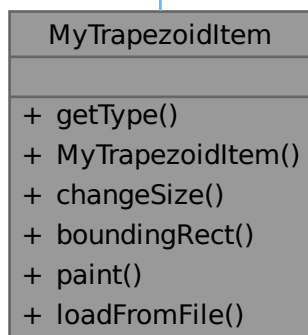 MyTrapezoidItem
+ getType()
+ MyTrapezoidItem()
+ changeSize()
+ boundingRect()
+ paint()
+ loadFromFile()